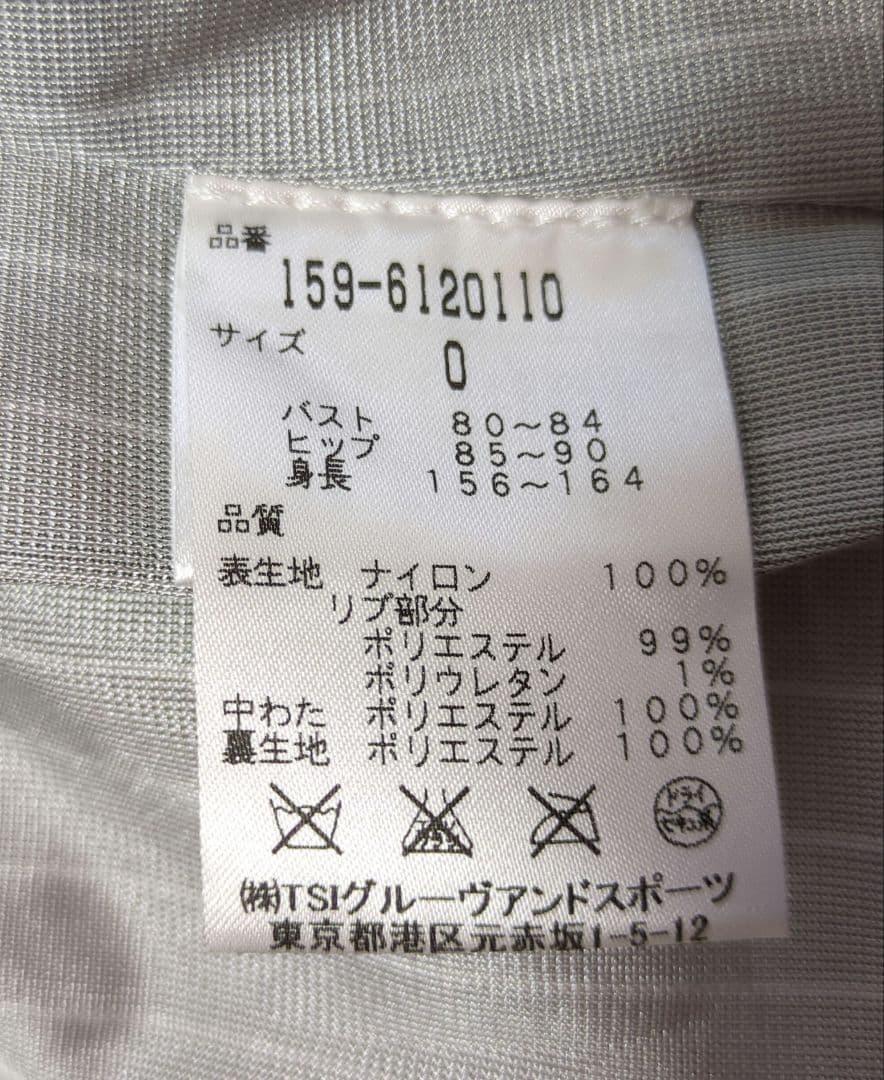 品番
159-6120110
サイズ
0
バスト 80～84
ヒップ 85～90
身長 156～164
品質
表生地 ナイロン 100%
リブ部分
ポリエステル 99%
ポリウレタン 1%
中わた ポリエステル 100%
裏生地 ポリエステル 100%
ドライ
㈱TSIグルーヴアンドスポーツ
東京都港区元赤坂1-5-12